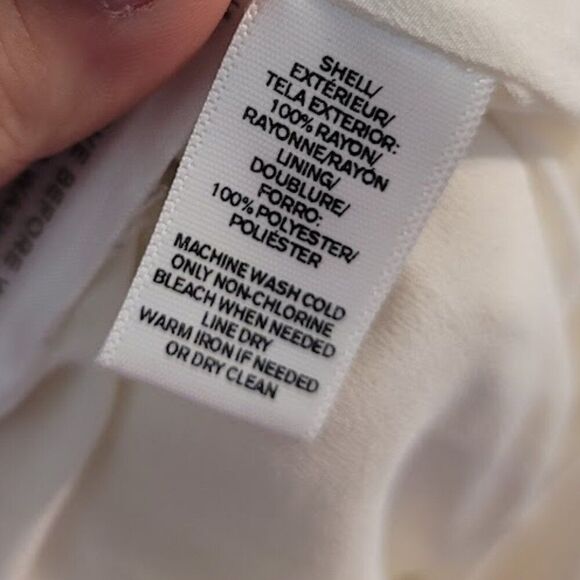 SHELL/
EXTÉRIEUR/
TELA EXTERIOR:
100% RAYON/
RAYONNE/RAYÓN
LINING/
DOUBLURE/
FORRO:
100% POLYESTER/
POLIÉSTER
MACHINE WASH COLD
ONLY NON-CHLORINE
BLEACH WHEN NEEDED
LINE DRY
WARM IRON IF NEEDED
OR DRY CLEAN
BEFORE